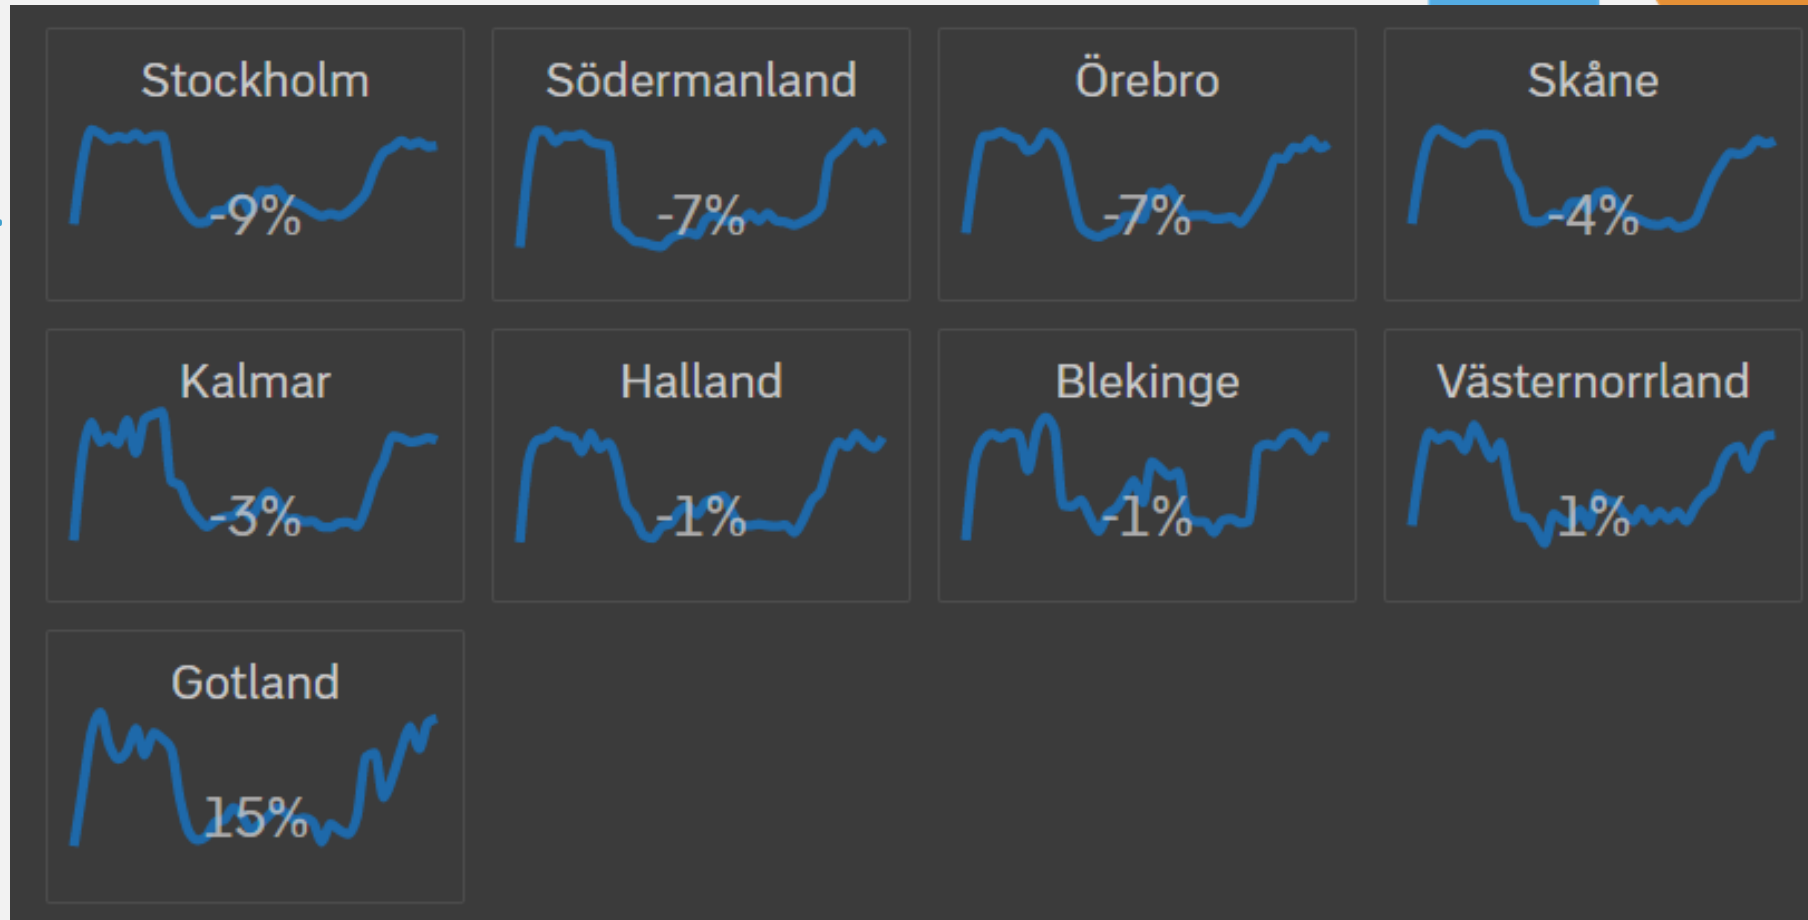 Stockholm
-9%
Södermanland
-7%
Örebro
-7%
Skåne
-4%
Kalmar
-3%
Halland
-1%
Blekinge
-1%
Västernorrland
1%
Gotland
15%